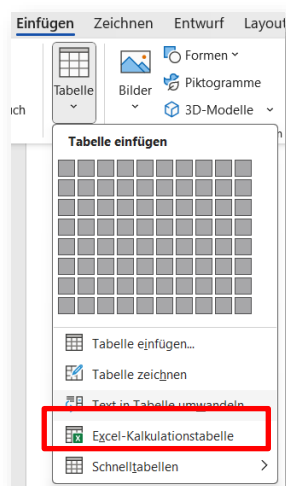 Einfügen Zeichnen Entwurf Layout
Formen
Piktogramme
3D-Modelle
Tabelle
Bilder
Tabelle einfügen
Tabelle einfügen...
Tabelle zeichnen
Text in Tabelle umwandeln
Excel-Kalkulationstabelle
Schnelltabellen